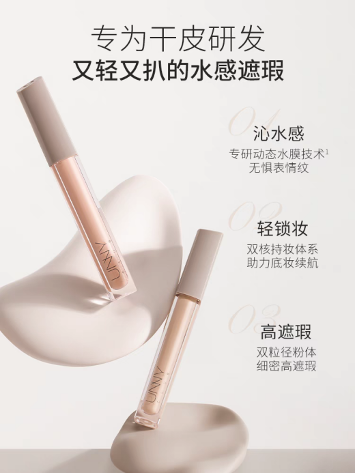 专为干皮研发
又轻又扒的水感遮瑕
01
沁水感
专研动态水膜技术¹
无惧表情纹
02
轻锁妆
双核持妆体系
助力底妆续航
03
高遮瑕
双粒径粉体
细密高遮瑕
UNNY
UNNY